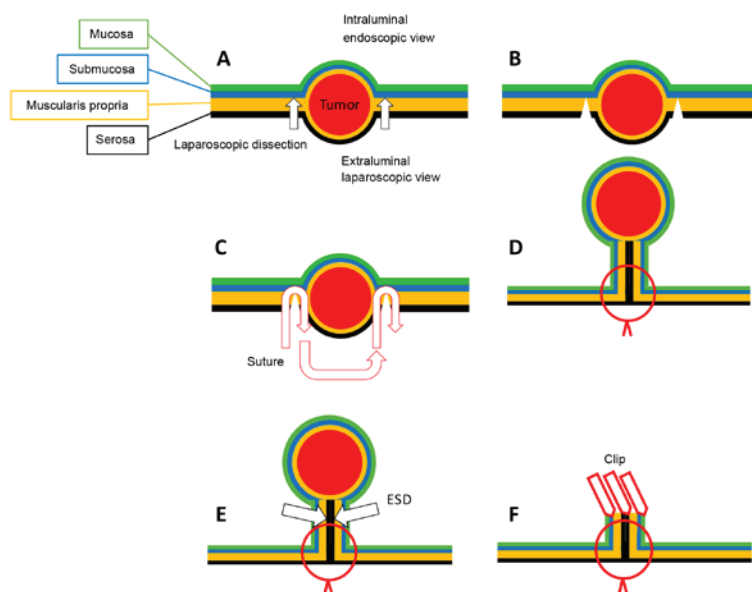 Mucosa
Submucosa
Muscularis propria
Serosa
A
Intraluminal
endoscopic view
Tumor
Laparoscopic dissection
Extraluminal
laparoscopic view
B
C
Suture
D
E
ESD
F
Clip